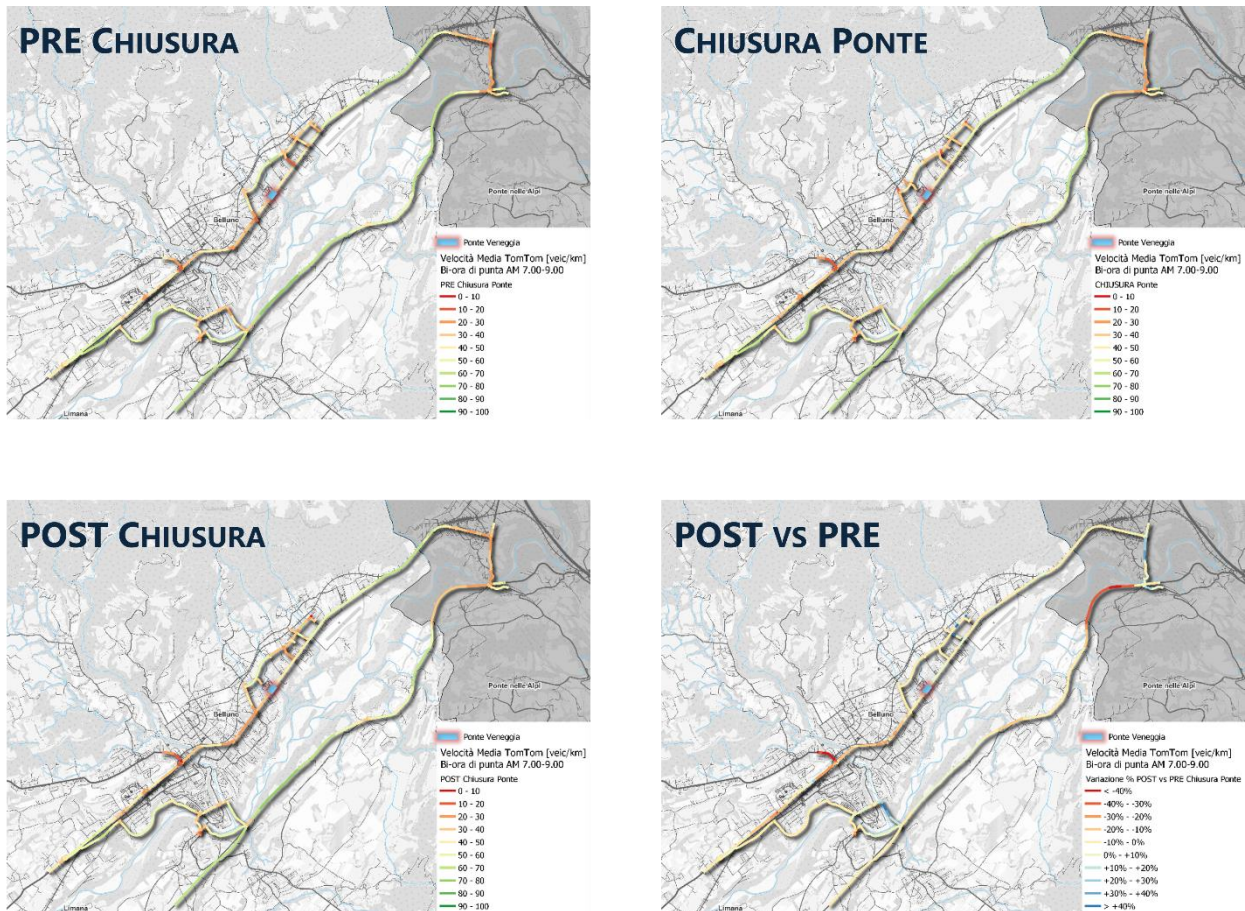 PRE CHIUSURA
Belluno
Ponte nelle Alpi
Limana
Ponte Veneggia
Velocità Media TomTom [veic/km]
Bi-ora di punta AM 7.00-9.00
PRE Chiusura Ponte
0 - 10
10 - 20
20 - 30
30 - 40
40 - 50
50 - 60
60 - 70
70 - 80
80 - 90
90 - 100
CHIUSURA PONTE
Belluno
Ponte nelle Alpi
Limana
Ponte Veneggia
Velocità Media TomTom [veic/km]
Bi-ora di punta AM 7.00-9.00
CHIUSURA Ponte
0 - 10
10 - 20
20 - 30
30 - 40
40 - 50
50 - 60
60 - 70
70 - 80
80 - 90
90 - 100
POST CHIUSURA
Belluno
Ponte nelle Alpi
Limana
Ponte Veneggia
Velocità Media TomTom [veic/km]
Bi-ora di punta AM 7.00-9.00
POST Chiusura Ponte
0 - 10
10 - 20
20 - 30
30 - 40
40 - 50
50 - 60
60 - 70
70 - 80
80 - 90
90 - 100
POST VS PRE
Belluno
Ponte nelle Alpi
Limana
Ponte Veneggia
Velocità Media TomTom [veic/km]
Bi-ora di punta AM 7.00-9.00
Variazione % POST vs PRE Chiusura Ponte
< -40%
-40% - -30%
-30% - -20%
-20% - -10%
-10% - 0%
0% - +10%
+10% - +20%
+20% - +30%
+30% - +40%
> +40%